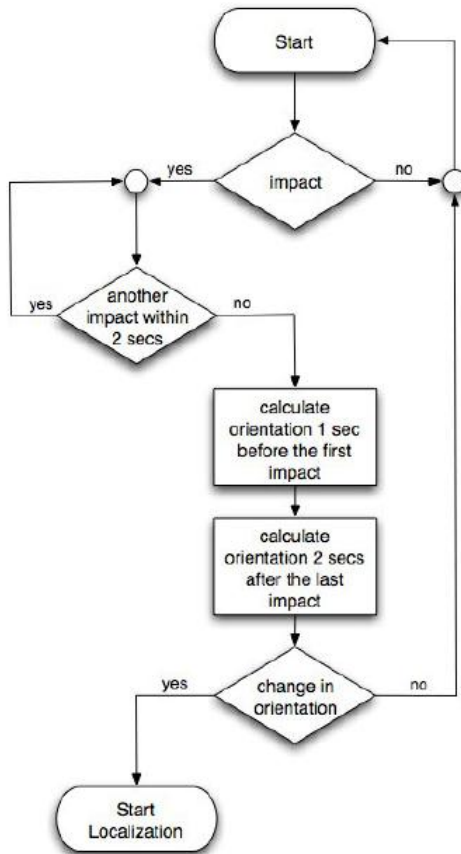 Start
impact
yes
no
another
impact within
2 secs
yes
no
calculate
orientation 1 sec
before the first
impact
calculate
orientation 2 secs
after the last
impact
change in
orientation
yes
no
Start
Localization